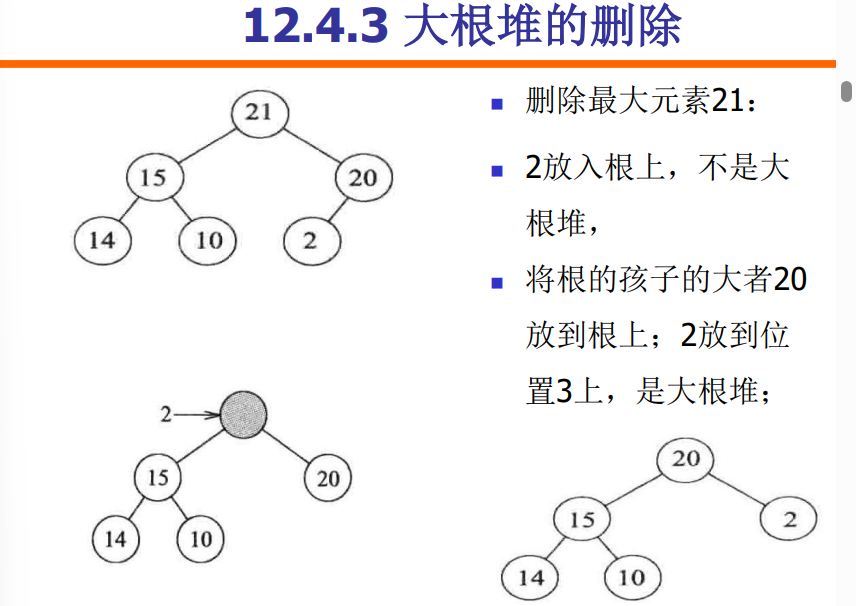 12.4.3 大根堆的删除
21
15
20
14
10
2
■ 删除最大元素21：
■ 2放入根上，不是大
根堆，
■ 将根的孩子的大者20
放到根上；2放到位
置3上，是大根堆；
2
15
20
14
10
20
15
2
14
10